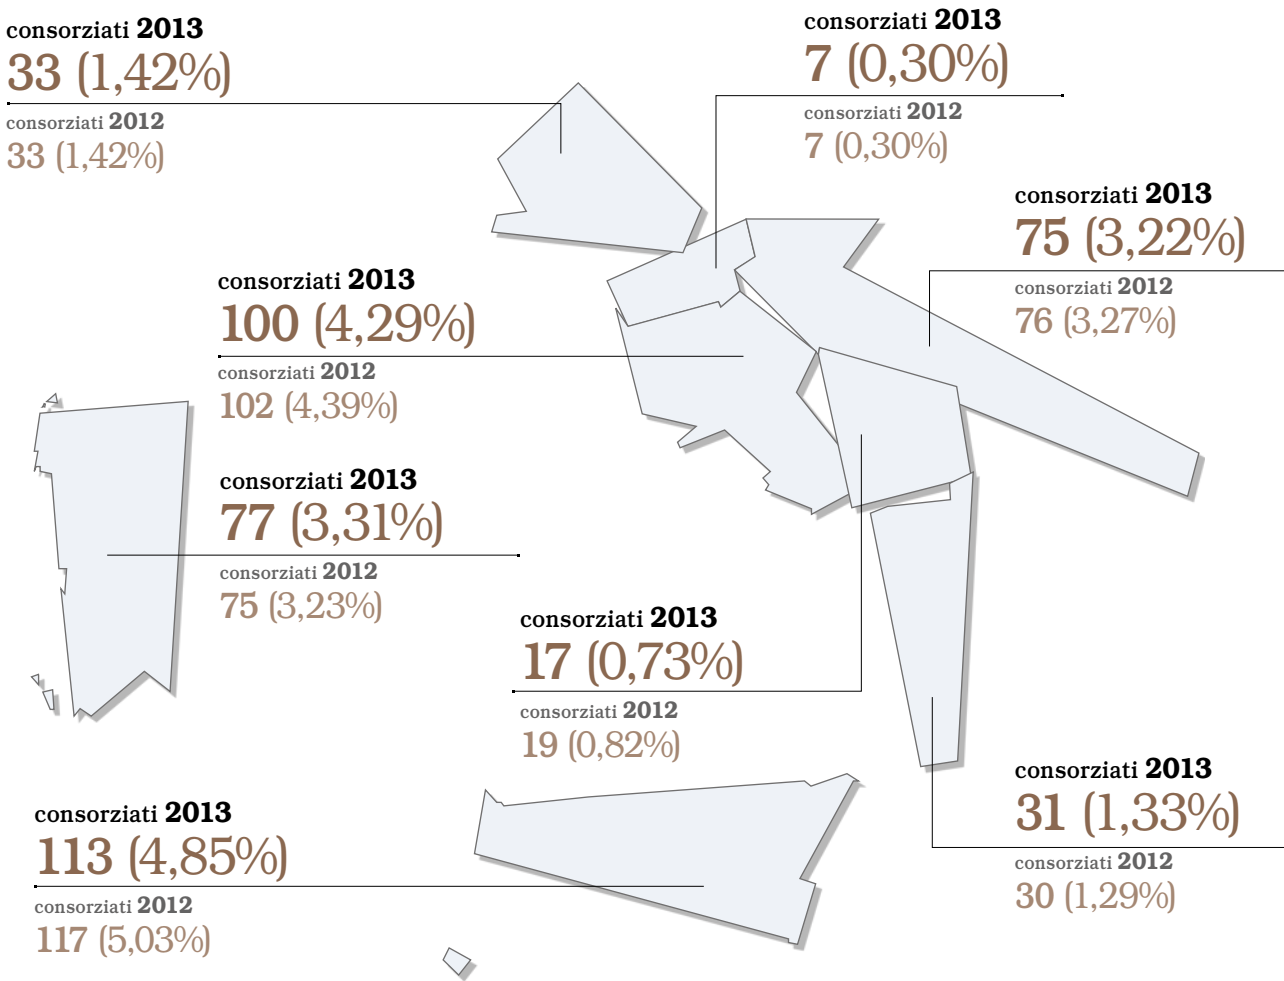 consorziati 2013
33 (1,42%)
consorziati 2012
33 (1,42%)
consorziati 2013
7 (0,30%)
consorziati 2012
7 (0,30%)
consorziati 2013
75 (3,22%)
consorziati 2012
76 (3,27%)
consorziati 2013
100 (4,29%)
consorziati 2012
102 (4,39%)
consorziati 2013
77 (3,31%)
consorziati 2012
75 (3,23%)
consorziati 2013
17 (0,73%)
consorziati 2012
19 (0,82%)
consorziati 2013
31 (1,33%)
consorziati 2012
30 (1,29%)
consorziati 2013
113 (4,85%)
consorziati 2012
117 (5,03%)